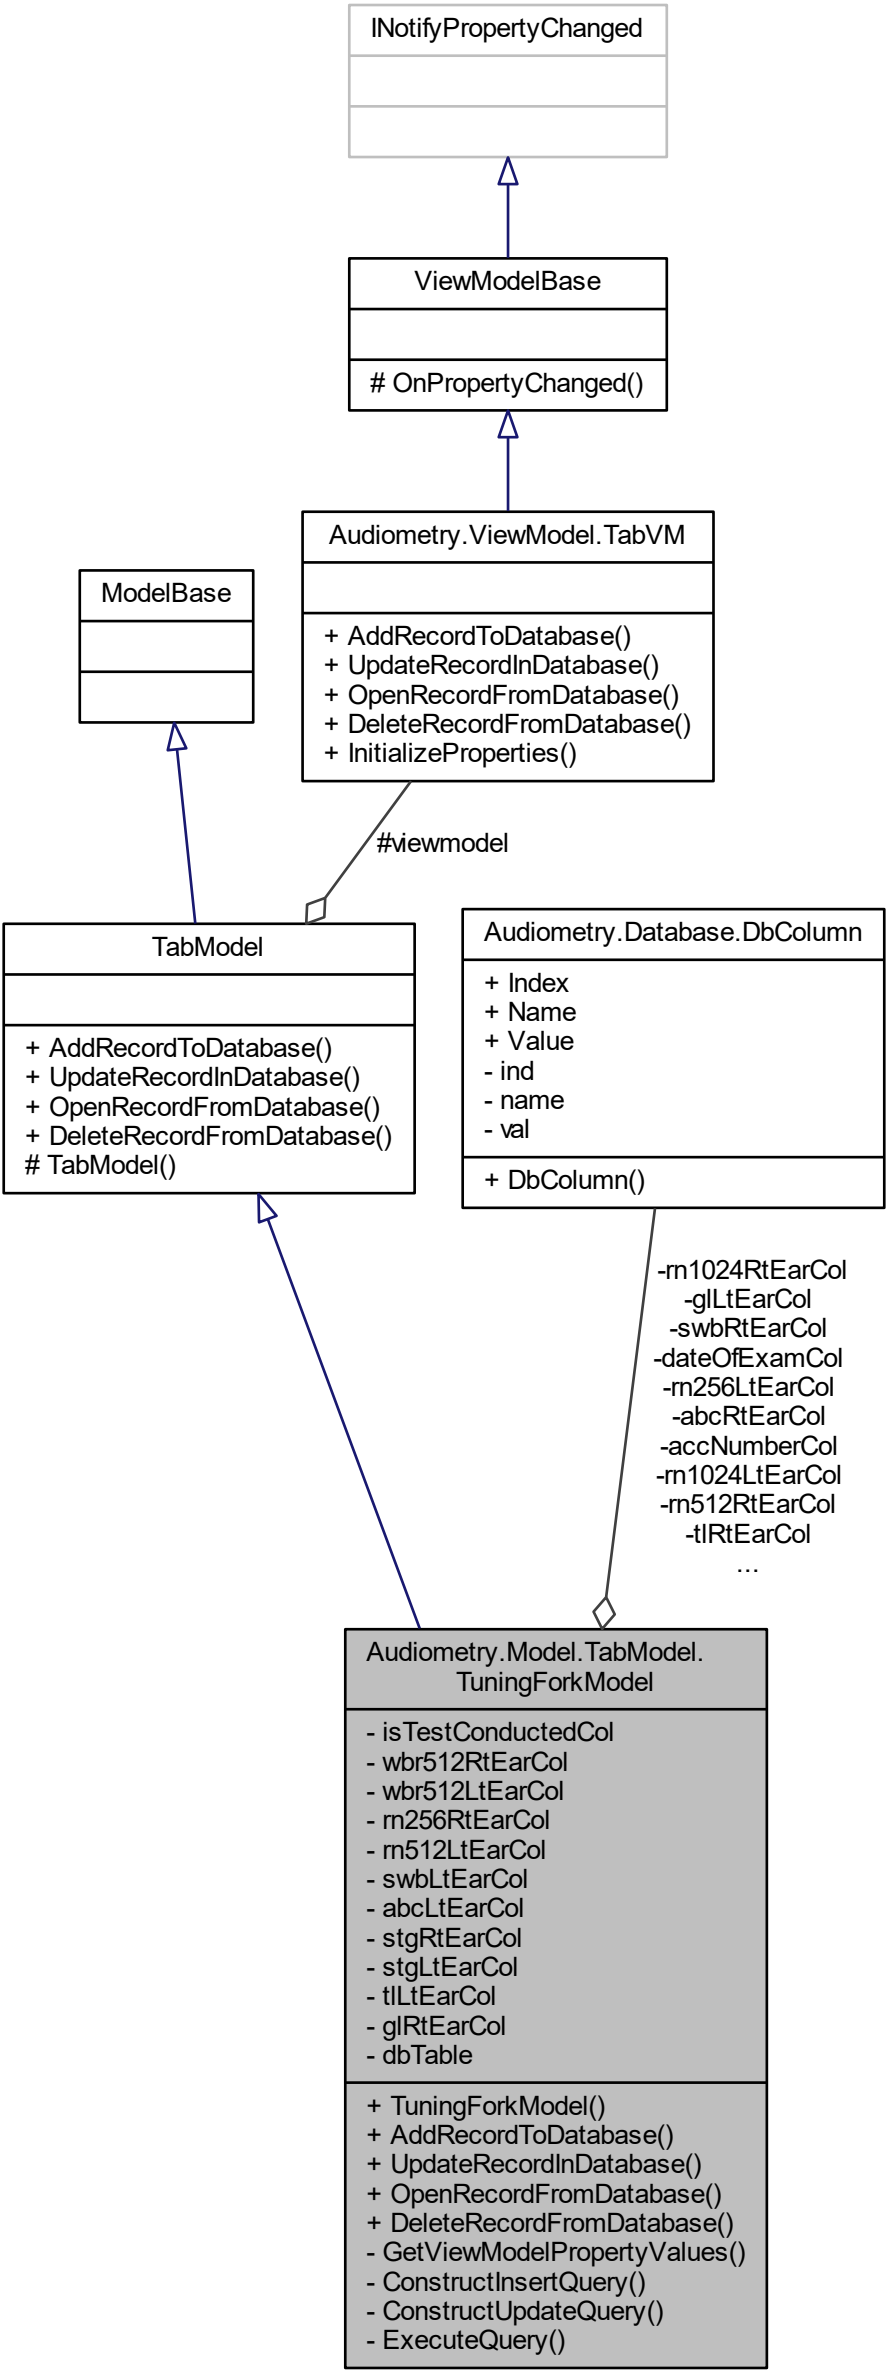 INotifyPropertyChanged
ViewModelBase
# OnPropertyChanged()
Audiometry.ViewModel.TabVM
+ AddRecordToDatabase()
+ UpdateRecordInDatabase()
+ OpenRecordFromDatabase()
+ DeleteRecordFromDatabase()
+ InitializeProperties()
ModelBase
#viewmodel
TabModel
+ AddRecordToDatabase()
+ UpdateRecordInDatabase()
+ OpenRecordFromDatabase()
+ DeleteRecordFromDatabase()
# TabModel()
Audiometry.Database.DbColumn
+ Index
+ Name
+ Value
- ind
- name
- val
+ DbColumn()
-rn1024RtEarCol
-glLtEarCol
-swbRtEarCol
-dateOfExamCol
-rn256LtEarCol
-abcRtEarCol
-accNumberCol
-rn1024LtEarCol
-rn512RtEarCol
-tlRtEarCol
...
Audiometry.Model.TabModel.
TuningForkModel
- isTestConductedCol
- wbr512RtEarCol
- wbr512LtEarCol
- rn256RtEarCol
- rn512LtEarCol
- swbLtEarCol
- abcLtEarCol
- stgRtEarCol
- stgLtEarCol
- tlLtEarCol
- glRtEarCol
- dbTable
+ TuningForkModel()
+ AddRecordToDatabase()
+ UpdateRecordInDatabase()
+ OpenRecordFromDatabase()
+ DeleteRecordFromDatabase()
- GetViewModelPropertyValues()
- ConstructInsertQuery()
- ConstructUpdateQuery()
- ExecuteQuery()